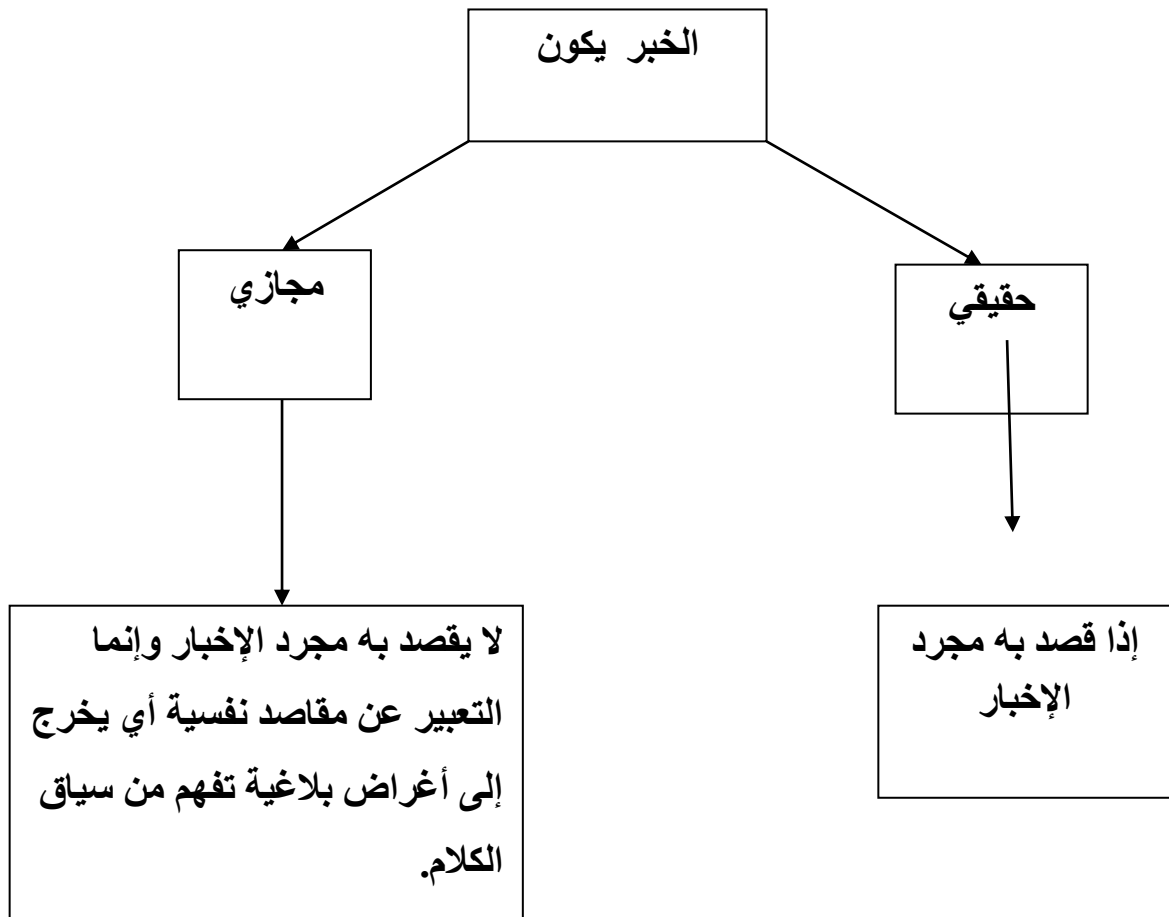 الخبر يكون
حقيقي
مجازي
إذا قصد به مجرد
الإخبار
لا يقصد به مجرد الإخبار وإنما
التعبير عن مقاصد نفسية أي يخرج
إلى أغراض بلاغية تفهم من سياق
الكلام.